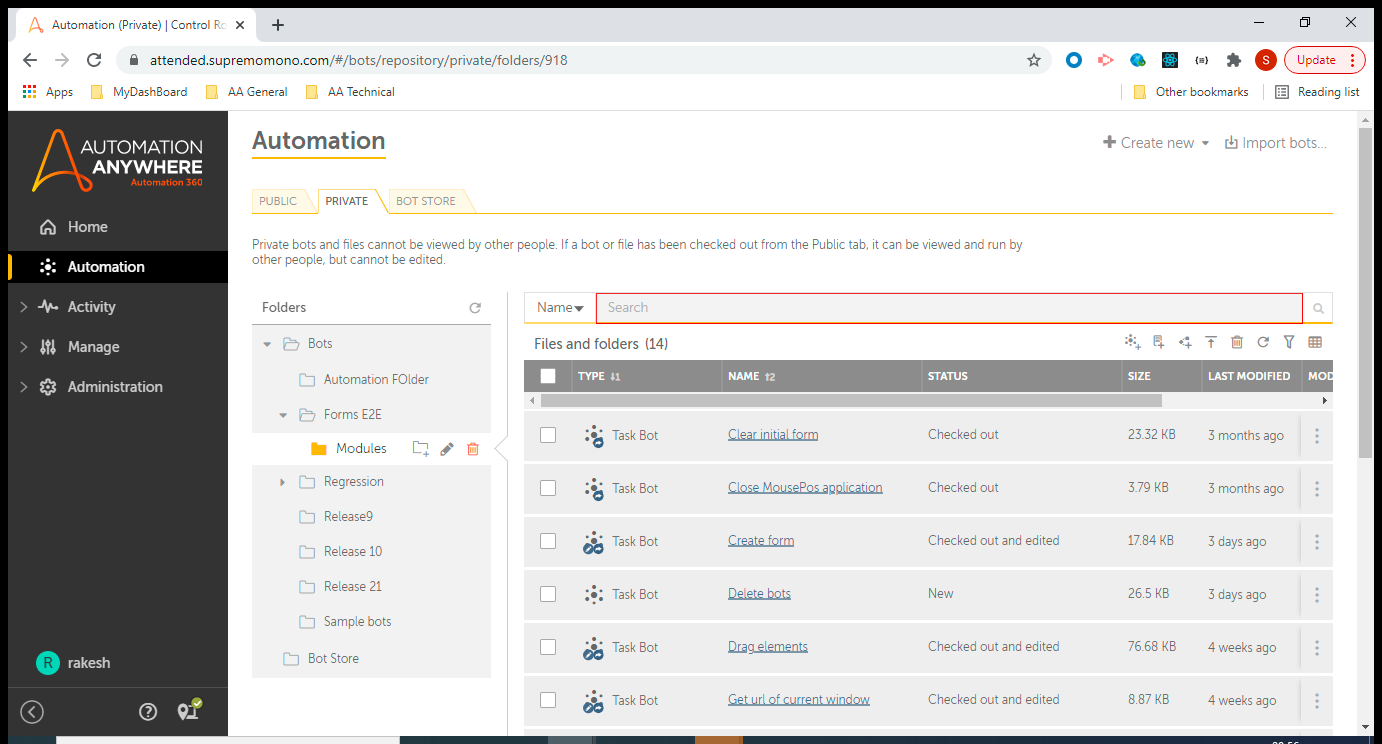 Automation (Private) | Control Ro
attended.supremomono.com/#/bots/repository/private/folders/918
S
Update
Apps
MyDashBoard
AA General
AA Technical
Other bookmarks
Reading list
AUTOMATION
ANYWHERE
Automation 360
Home
Automation
Activity
Manage
Administration
R rakesh
Automation
Create new
Import bots...
PUBLIC
PRIVATE
BOT STORE
Private bots and files cannot be viewed by other people. If a bot or file has been checked out from the Public tab, it can be viewed and run by
other people, but cannot be edited.
Folders
Bots
Automation FOlder
Forms E2E
Modules
Regression
Release9
Release 10
Release 21
Sample bots
Bot Store
Name Search
Files and folders (14)
TYPE ↓1 NAME ↑2 STATUS SIZE LAST MODIFIED MOD
Task Bot Clear initial form Checked out 23.32 KB 3 months ago
Task Bot Close MousePos application Checked out 3.79 KB 3 months ago
Task Bot Create form Checked out and edited 17.84 KB 3 days ago
Task Bot Delete bots New 26.5 KB 3 days ago
Task Bot Drag elements Checked out and edited 76.68 KB 4 weeks ago
Task Bot Get url of current window Checked out and edited 8.87 KB 4 weeks ago